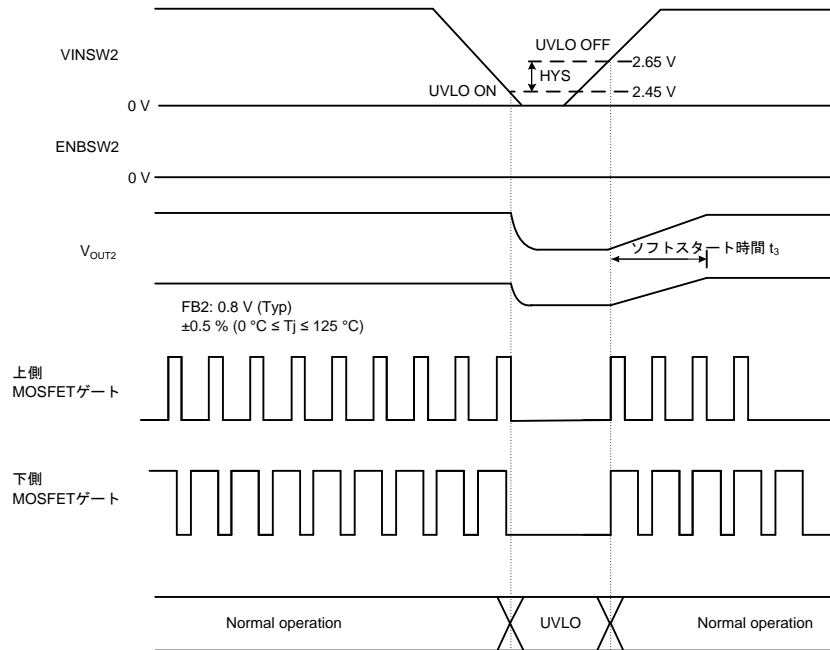 UVLO OFF
VINSW2
2.65 V
HYS
UVLO ON
2.45 V
0 V
ENBSW2
0 V
VOUT2
ソフトスタート時間 t3
FB2: 0.8 V (Typ)
±0.5 % (0 °C ≤ Tj ≤ 125 °C)
上側
MOSFETゲート
下側
MOSFETゲート
Normal operation
UVLO
Normal operation